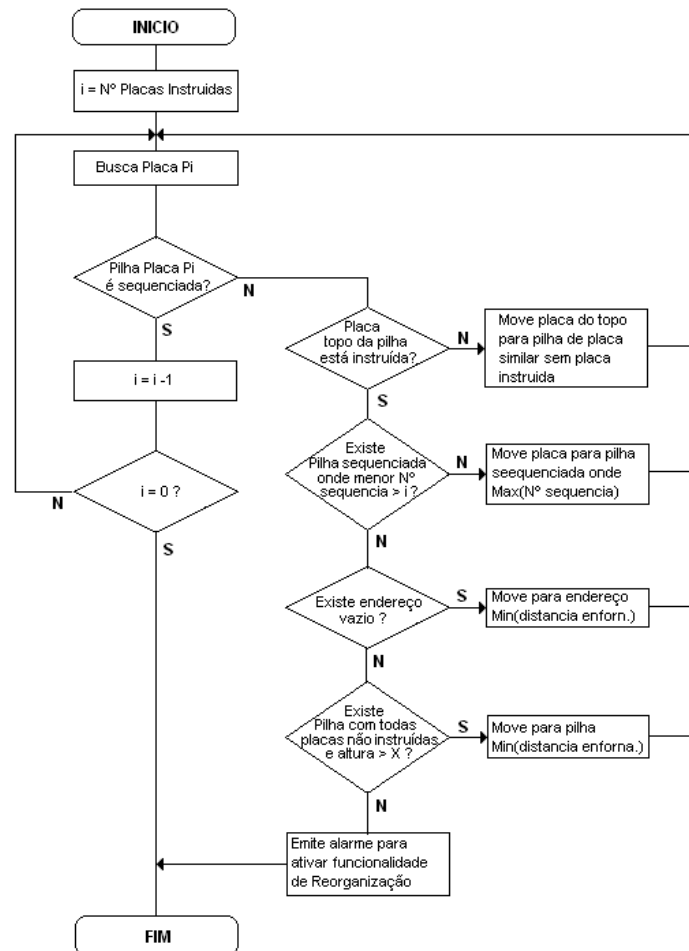 INICIO
i = Nº Placas Instruidas
Busca Placa Pi
Pilha Placa Pi
é sequenciada?
N
S
i = i -1
i = 0 ?
N
S
Placa
topo da pilha
está instruída?
N
S
Move placa do topo
para pilha de placa
similar sem placa
instruida
Existe
Pilha sequenciada
onde menor Nº
sequencia > i ?
N
N
Move placa para pilha
seequenciada onde
Max(Nº sequencia)
Existe endereço
vazio ?
S
N
Move para endereço
Min(distancia enforn.)
Existe
Pilha com todas
placas não instruídas
e altura > X ?
S
N
Move para pilha
Min(distancia enforna.)
Emite alarme para
ativar funcionalidade
de Reorganização
FIM